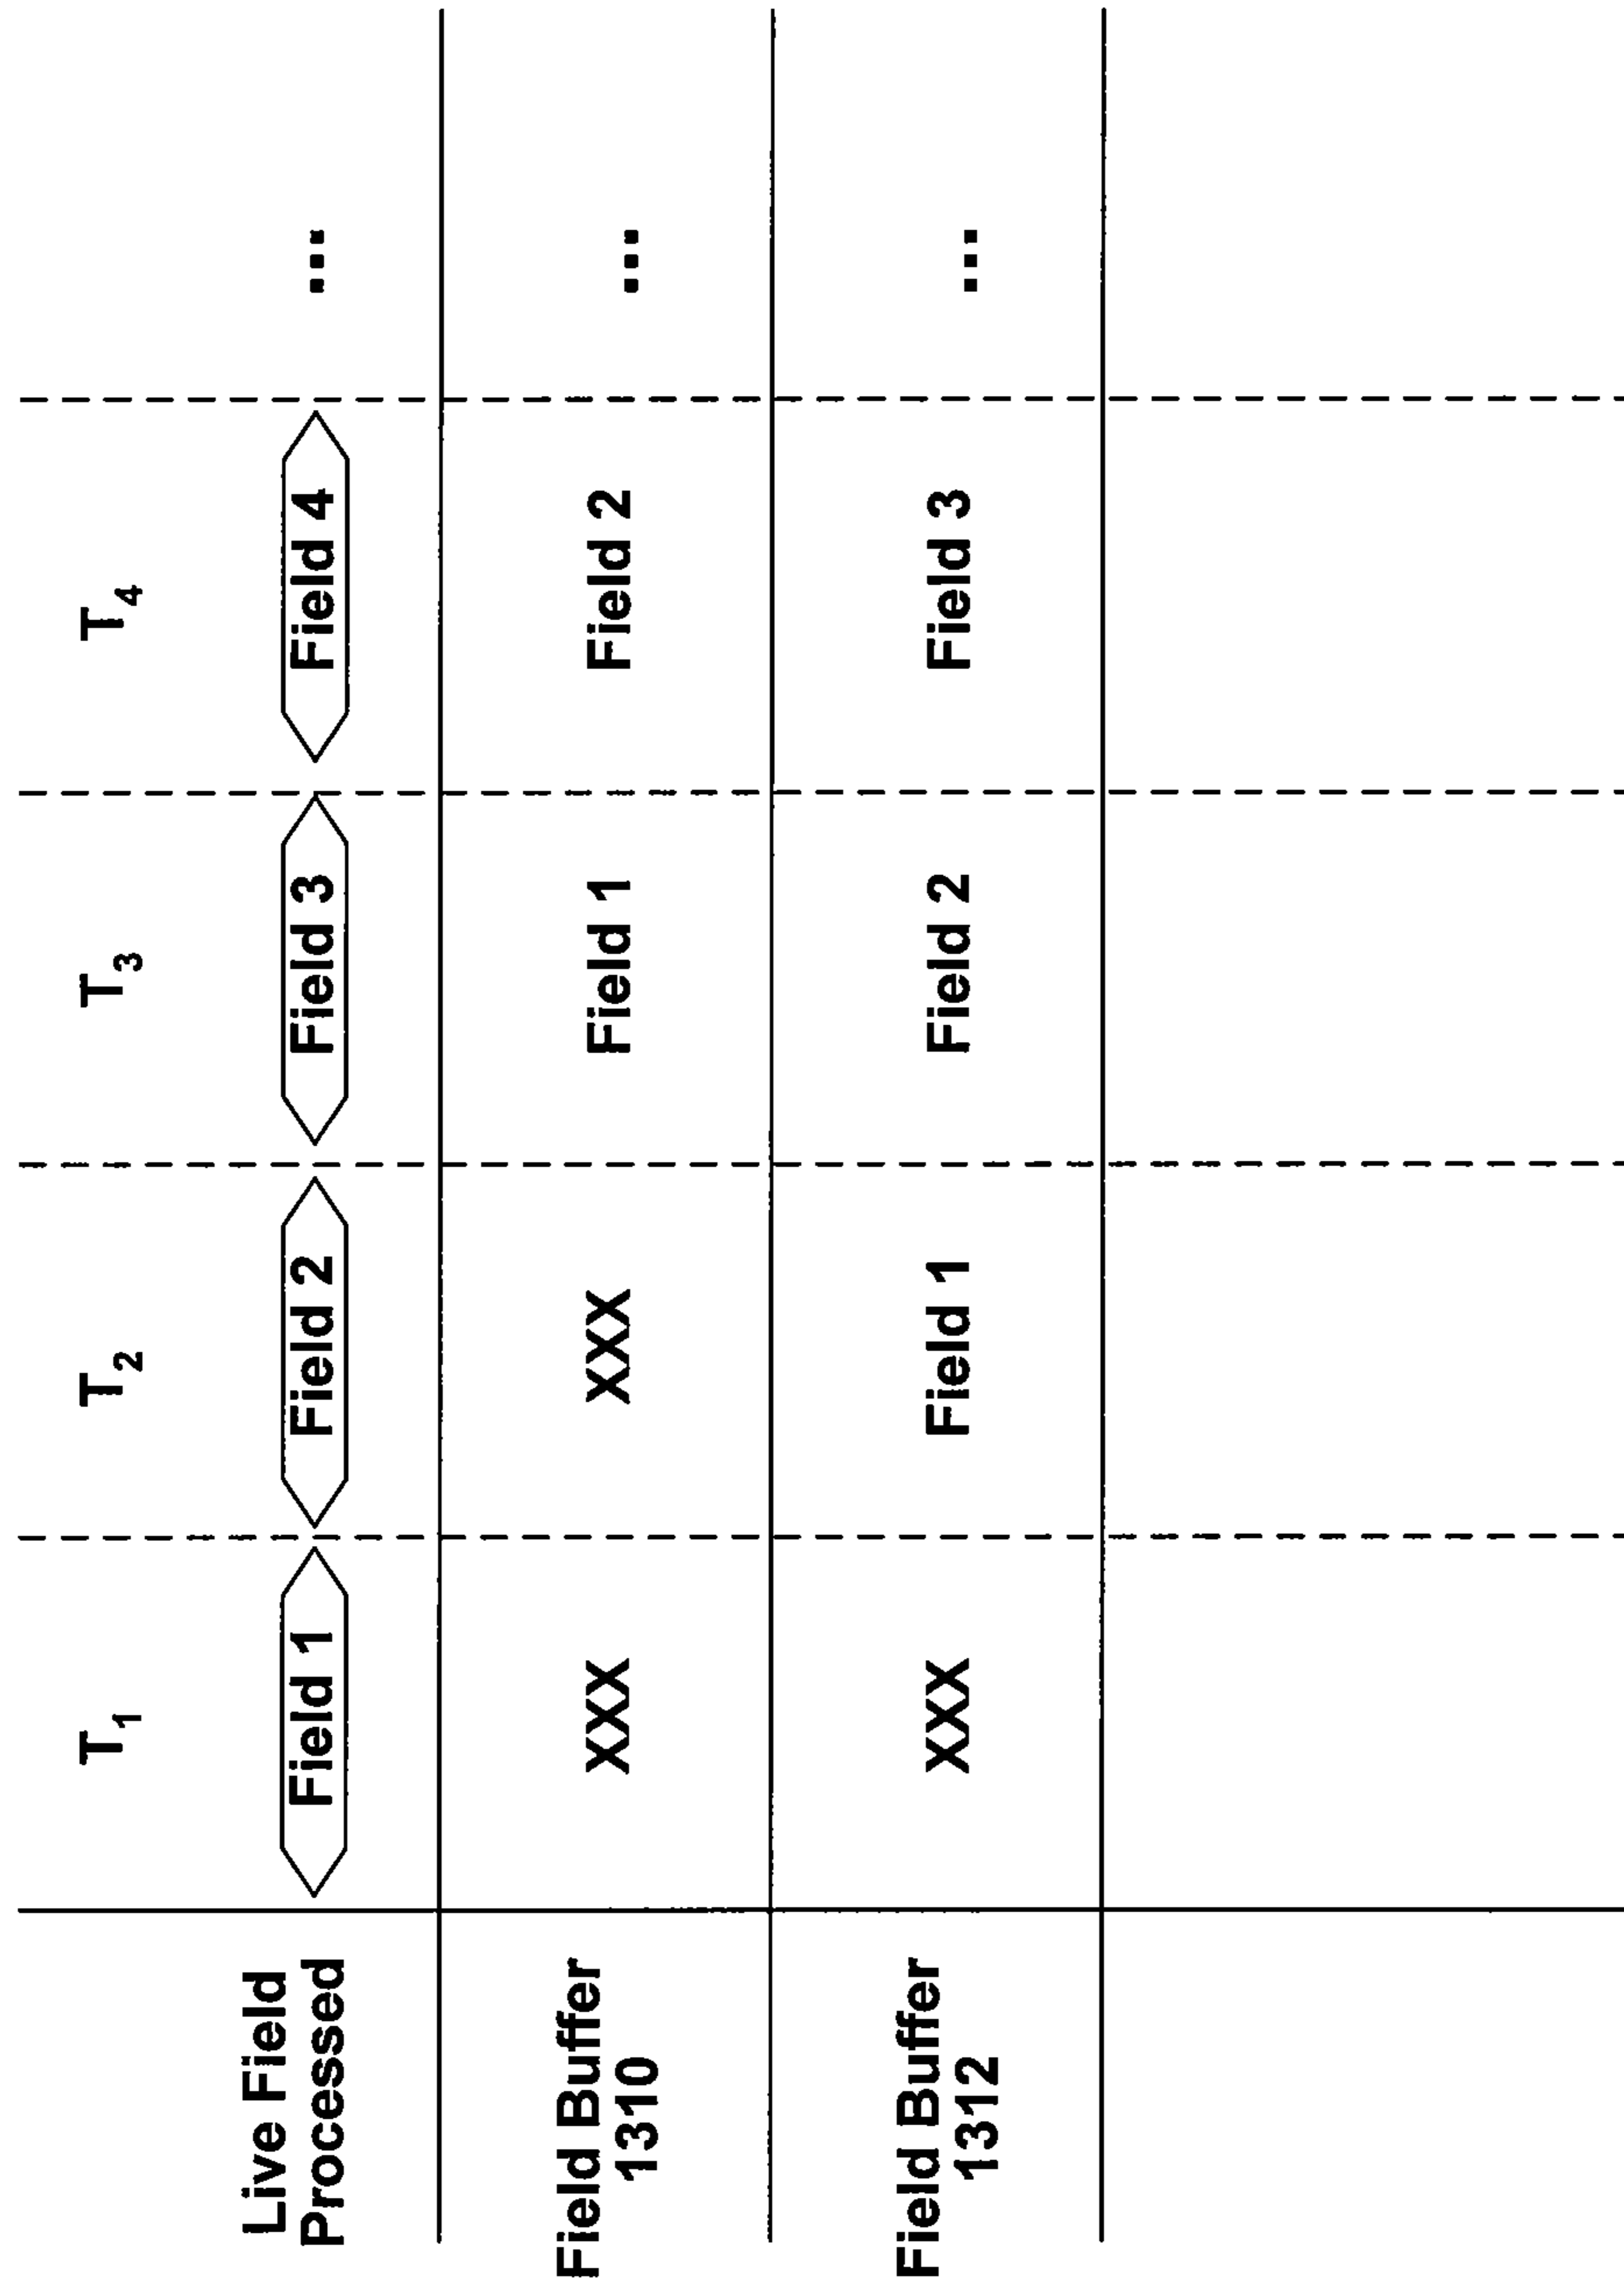 T1 T2 T3 T4
Live Field
Processed
Field 1 Field 2 Field 3 Field 4 ...
Field Buffer
1310
XXX XXX Field 1 Field 2 ...
Field Buffer
1312
XXX Field 1 Field 2 Field 3 ...